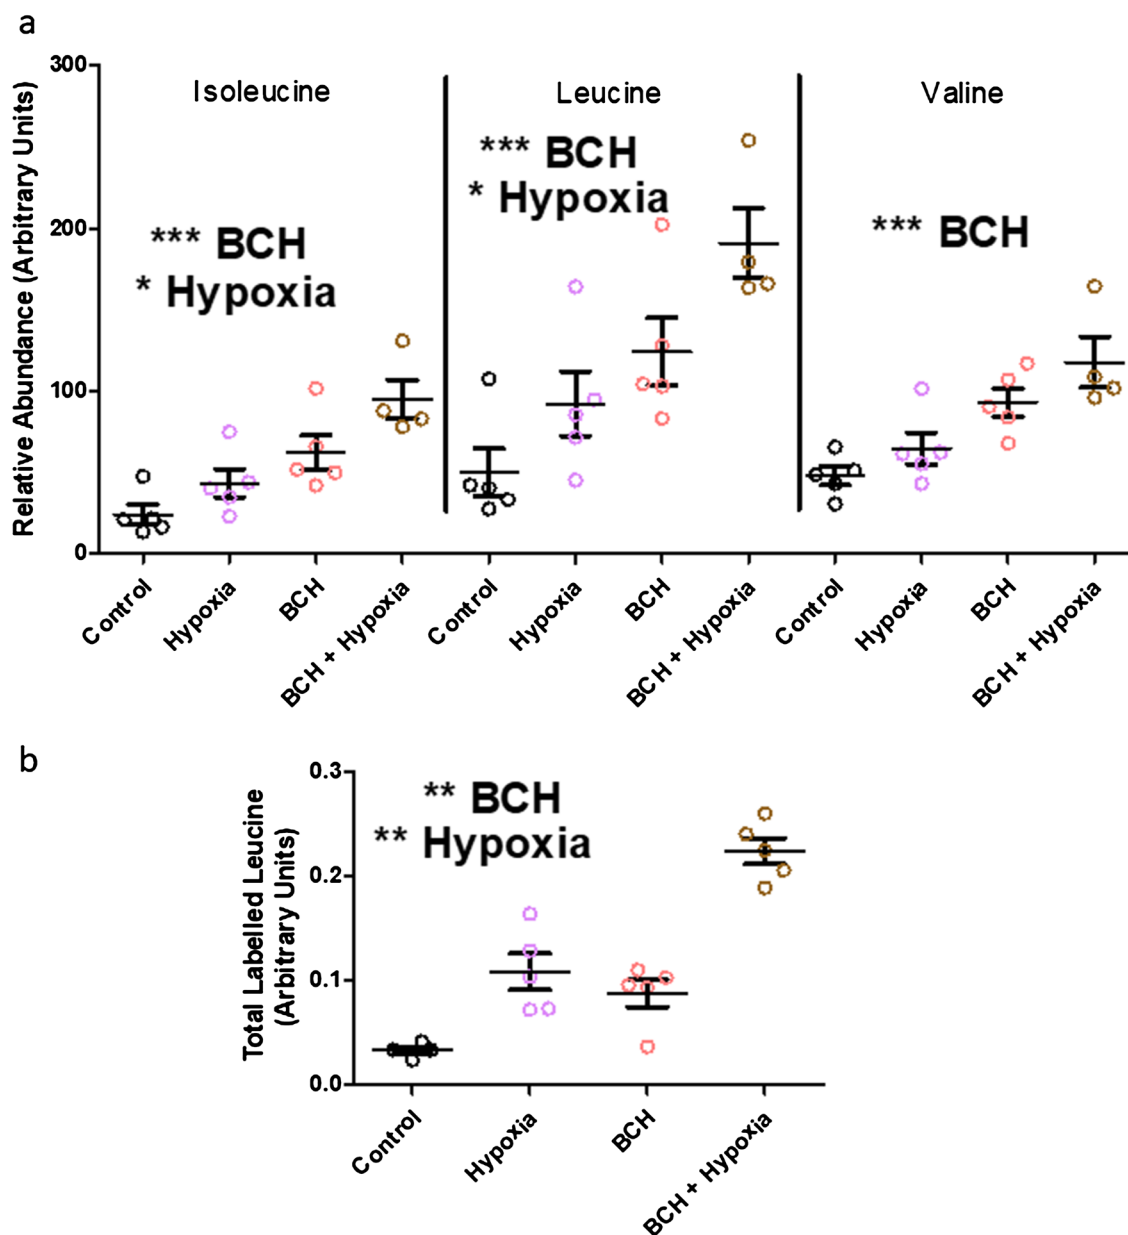 a
Relative Abundance (Arbitrary Units)
300
200
100
0
Isoleucine
*** BCH
* Hypoxia
Leucine
*** BCH
* Hypoxia
Valine
*** BCH
Control
Hypoxia
BCH
BCH + Hypoxia
Control
Hypoxia
BCH
BCH + Hypoxia
Control
Hypoxia
BCH
BCH + Hypoxia
b
Total Labelled Leucine
(Arbitrary Units)
0.3
0.2
0.1
0.0
** BCH
** Hypoxia
Control
Hypoxia
BCH
BCH + Hypoxia